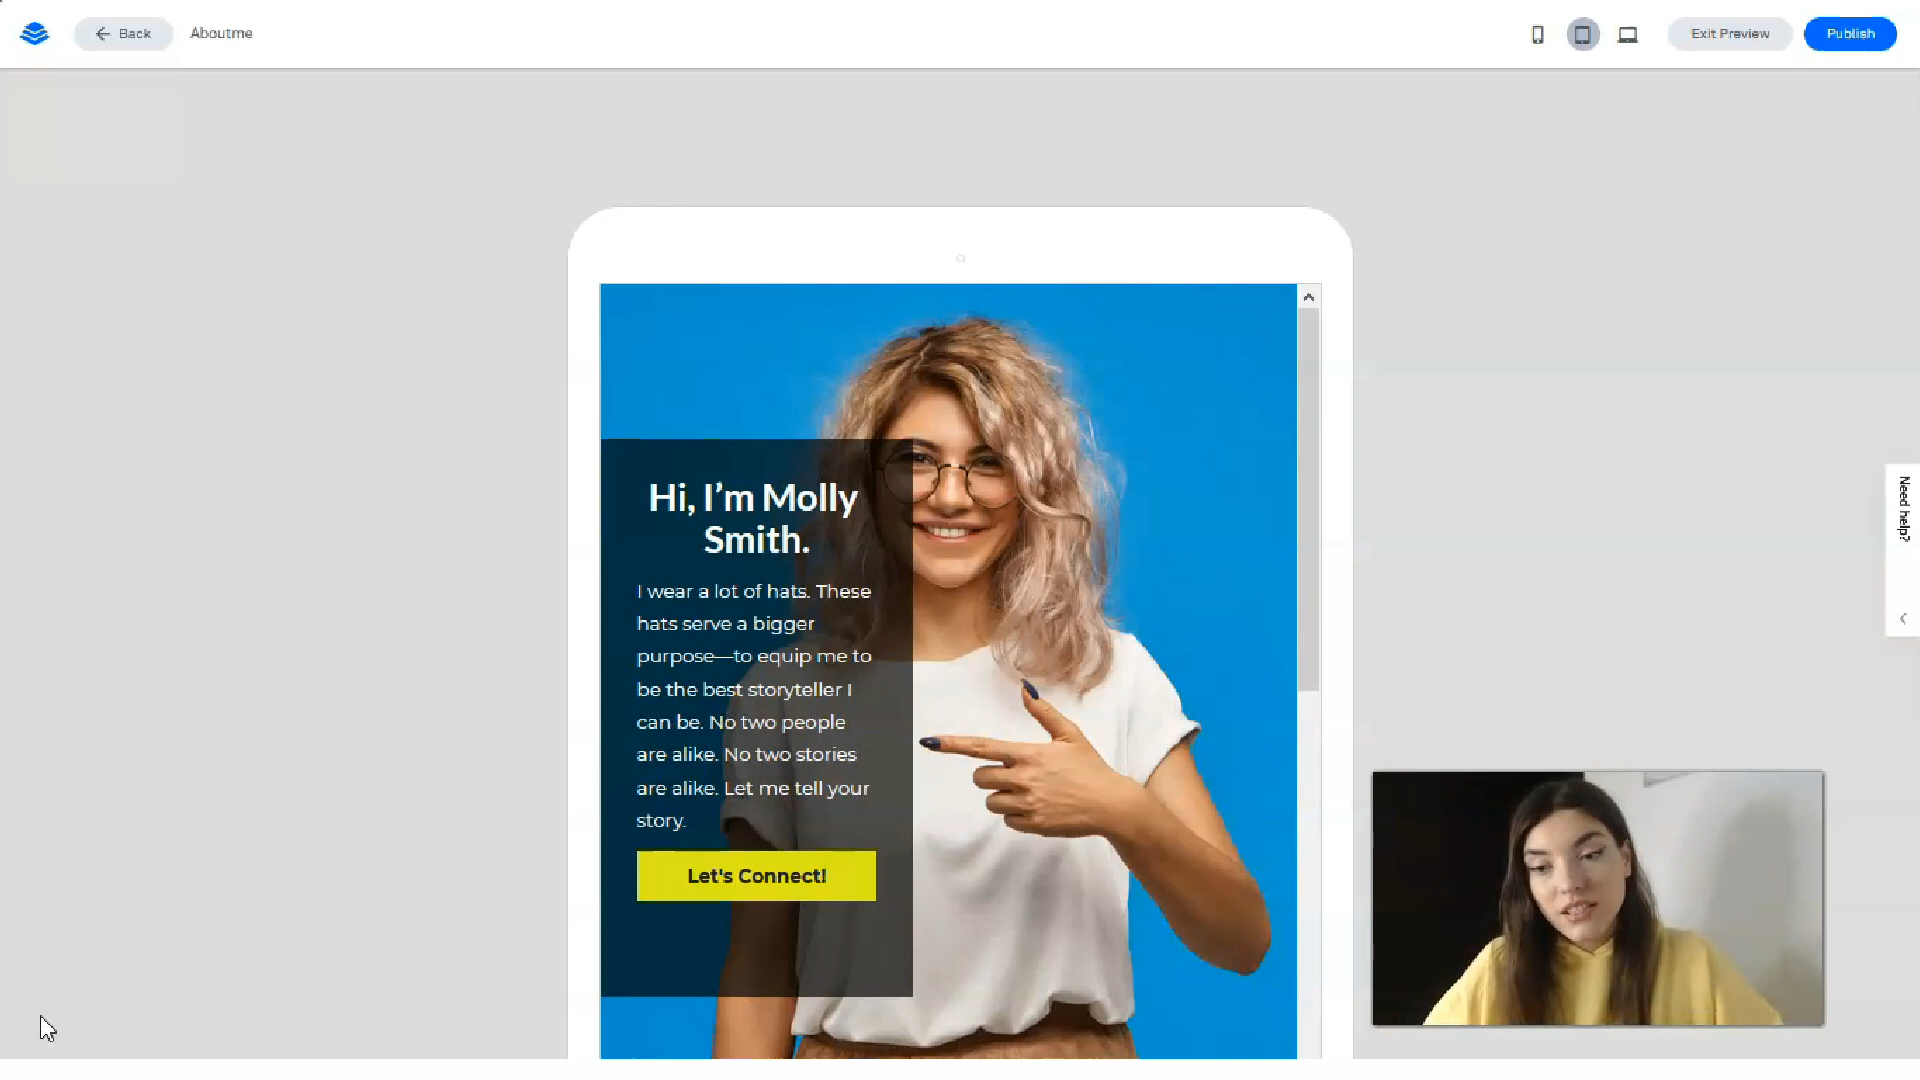 Back
Aboutme
Exit Preview
Publish
Hi, I’m Molly
Smith.
I wear a lot of hats. These
hats serve a bigger
purpose—to equip me to
be the best storyteller I
can be. No two people
are alike. No two stories
are alike. Let me tell your
story.
Let's Connect!
Need help?